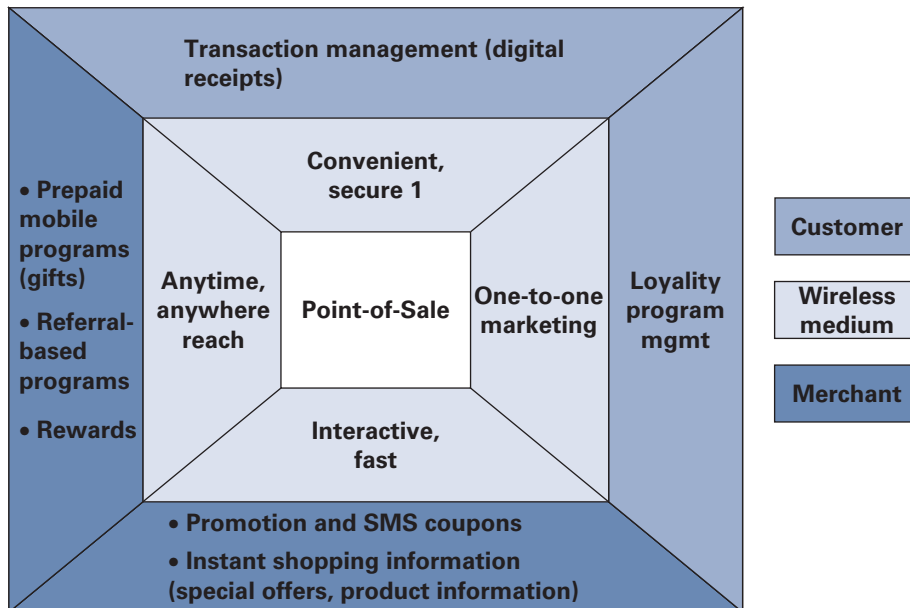 Transaction management (digital
receipts)
Convenient,
secure 1
• Prepaid
mobile
programs
(gifts)
• Referral-
based
programs
• Rewards
Anytime,
anywhere
reach
Point-of-Sale
One-to-one
marketing
Loyality
program
mgmt
Interactive,
fast
• Promotion and SMS coupons
• Instant shopping information
(special offers, product information)
Customer
Wireless
medium
Merchant